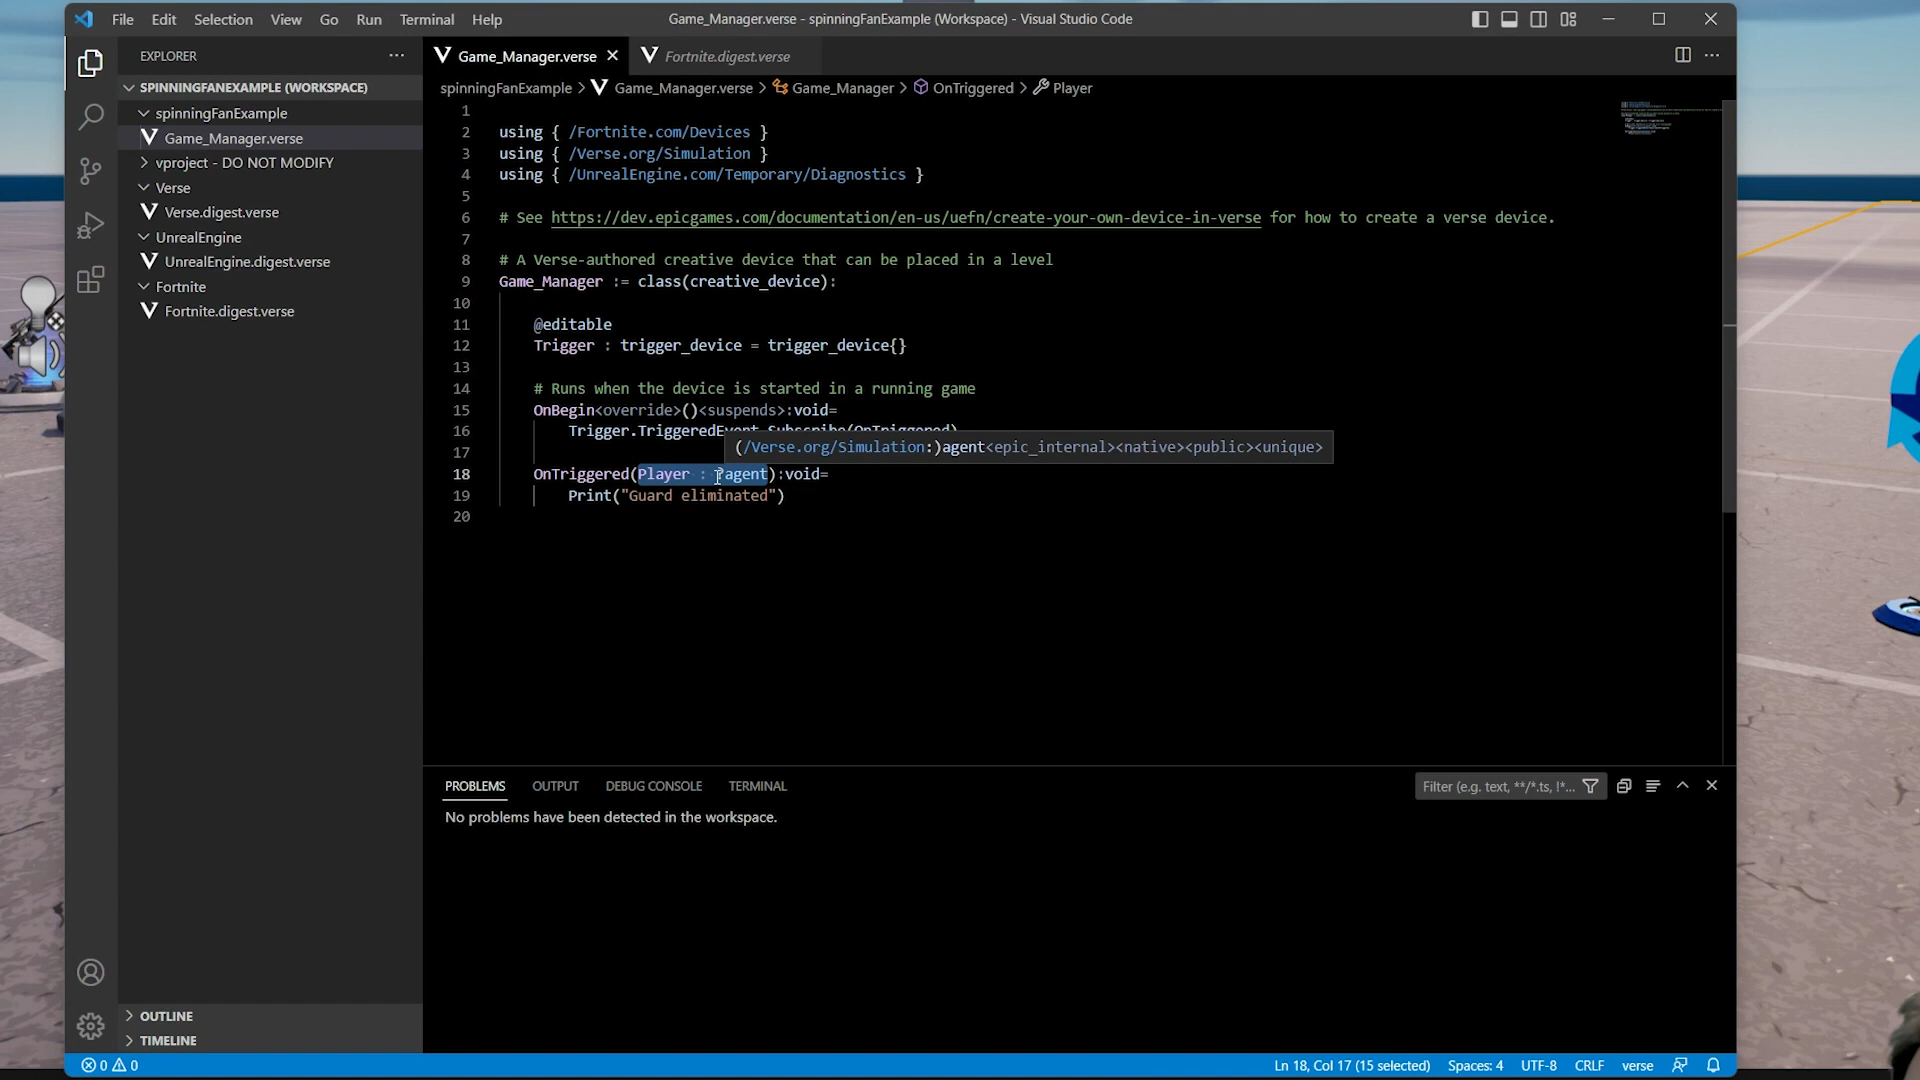 File Edit Selection View Go Run Terminal Help
Game_Manager.verse - spinningFanExample (Workspace) - Visual Studio Code
EXPLORER
SPINNINGFANEXAMPLE (WORKSPACE)
spinningFanExample
Game_Manager.verse
vproject - DO NOT MODIFY
Verse
Verse.digest.verse
UnrealEngine
UnrealEngine.digest.verse
Fortnite
Fortnite.digest.verse
OUTLINE
TIMELINE
Game_Manager.verse Fortnite.digest.verse
spinningFanExample > Game_Manager.verse > Game_Manager > OnTriggered > Player
1
2 using { /Fortnite.com/Devices }
3 using { /Verse.org/Simulation }
4 using { /UnrealEngine.com/Temporary/Diagnostics }
5
6 # See https://dev.epicgames.com/documentation/en-us/uefn/create-your-own-device-in-verse for how to create a verse device.
7
8 # A Verse-authored creative device that can be placed in a level
9 Game_Manager := class(creative_device):
10
11 @editable
12 Trigger : trigger_device = trigger_device{}
13
14 # Runs when the device is started in a running game
15 OnBegin<override>()<suspends>:void=
16 Trigger.TriggeredEvent.Subscribe(OnTriggered)
(/Verse.org/Simulation:)agent<epic_internal><native><public><unique>
17
18 OnTriggered(Player : ?agent):void=
19 Print("Guard eliminated")
20
PROBLEMS OUTPUT DEBUG CONSOLE TERMINAL
Filter (e.g. text, **/*.ts, !*...
No problems have been detected in the workspace.
0 0
Ln 18, Col 17 (15 selected) Spaces: 4 UTF-8 CRLF verse